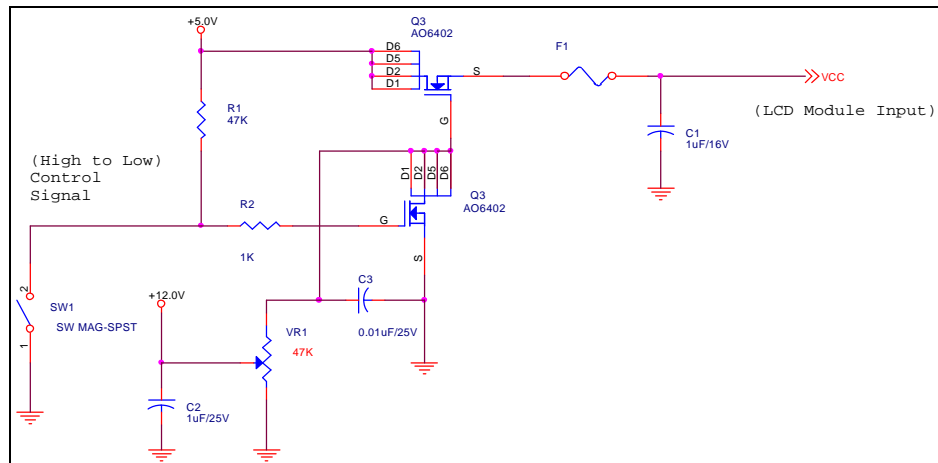 +5.0V
Q3
AO6402
D6
D5
D2
D1
S
G
F1
VCC
(LCD Module Input)
R1
47K
C1
1uF/16V
(High to Low)
Control
Signal
D1
D2
D5
D6
Q3
AO6402
R2
G
1K
S
2
SW1
SW MAG-SPST
1
+12.0V
C3
0.01uF/25V
VR1
47K
C2
1uF/25V